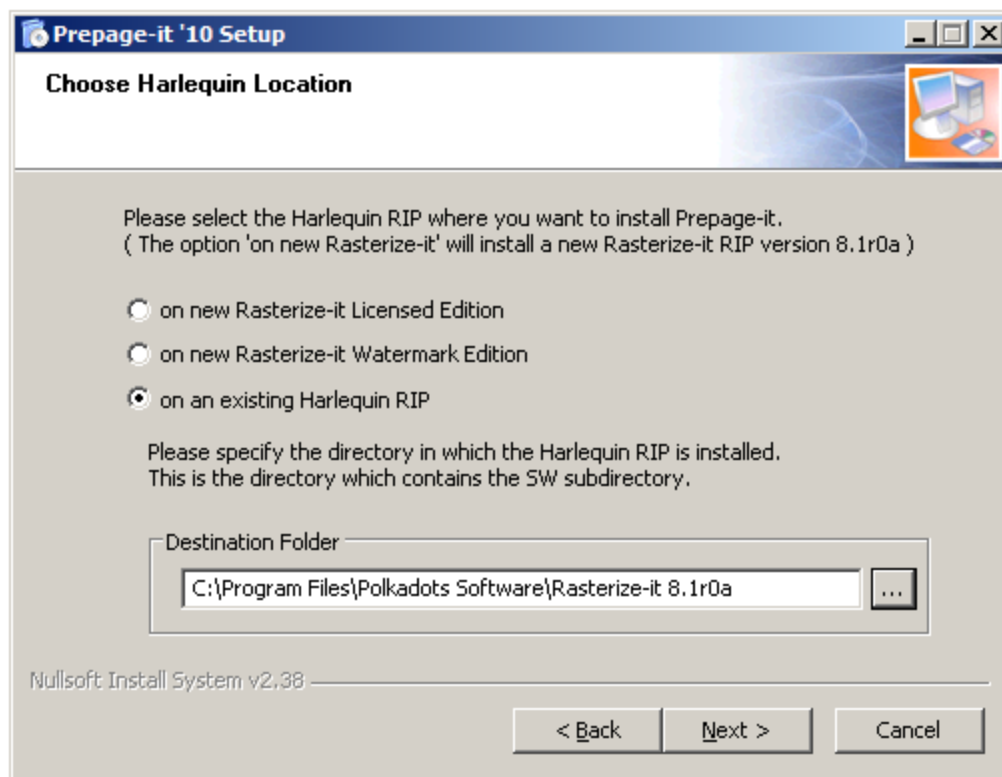 Prepage-it '10 Setup
Choose Harlequin Location
Please select the Harlequin RIP where you want to install Prepage-it.
( The option 'on new Rasterize-it' will install a new Rasterize-it RIP version 8.1r0a )
on new Rasterize-it Licensed Edition
on new Rasterize-it Watermark Edition
on an existing Harlequin RIP
Please specify the directory in which the Harlequin RIP is installed.
This is the directory which contains the SW subdirectory.
Destination Folder
C:\Program Files\Polkadots Software\Rasterize-it 8.1r0a
...
Nullsoft Install System v2.38
< Back
Next >
Cancel